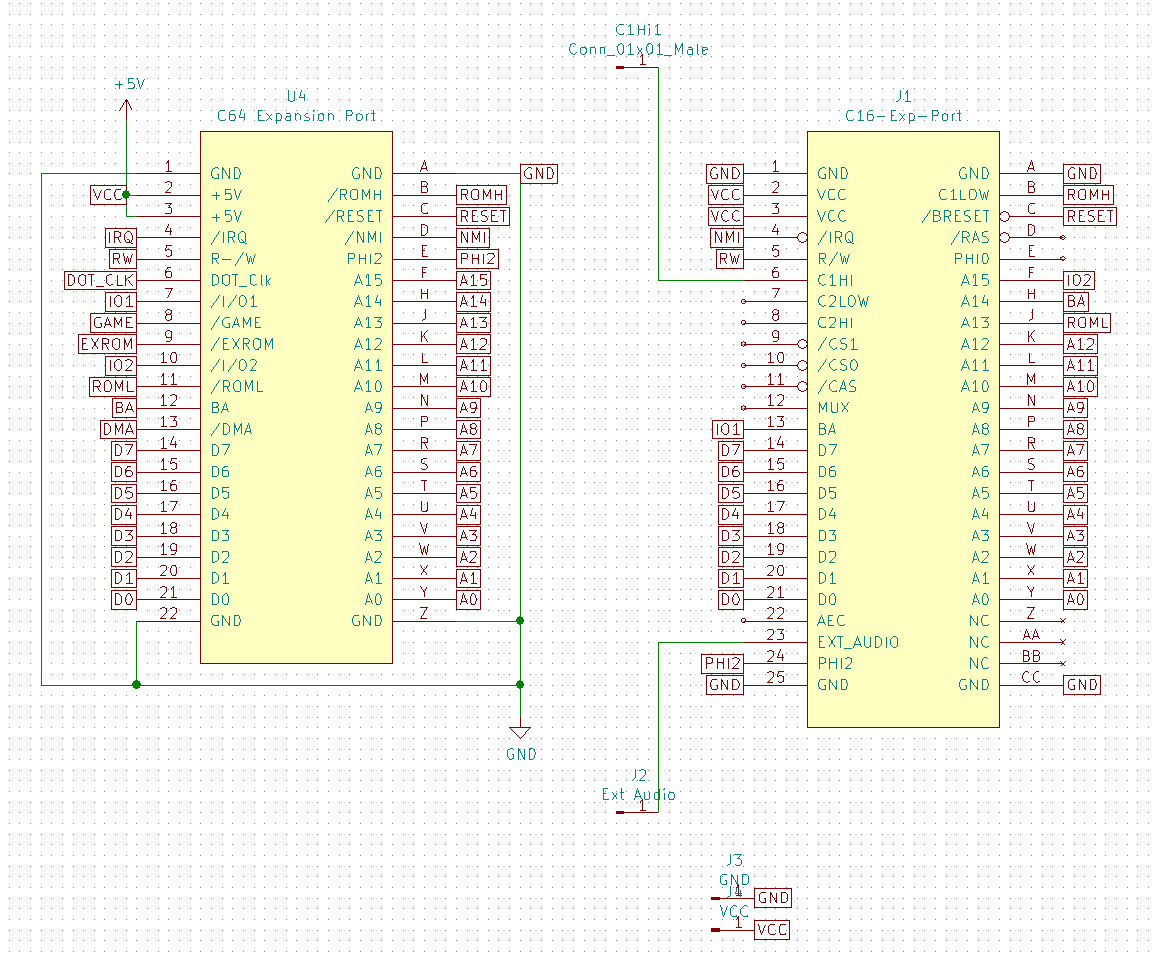 C1Hi1
Conn_01x01_Male
1
+5V
U4
C64 Expansion Port
1 GND GND A GND
VCC 2 +5V /ROMH B ROMH
3 +5V /RESET C RESET
IRQ 4 /IRQ /NMI D NMI
RW 5 R-/W PHI2 E PHI2
DOT_CLK 6 DOT_Clk A15 F A15
IO1 7 /I/O1 A14 H A14
GAME 8 /GAME A13 J A13
EXROM 9 /EXROM A12 K A12
IO2 10 /I/O2 A11 L A11
ROML 11 /ROML A10 M A10
BA 12 BA A9 N A9
DMA 13 /DMA A8 P A8
D7 14 D7 A7 R A7
D6 15 D6 A6 S A6
D5 16 D5 A5 T A5
D4 17 D4 A4 U A4
D3 18 D3 A3 V A3
D2 19 D2 A2 W A2
D1 20 D1 A1 X A1
D0 21 D0 A0 Y A0
22 GND GND Z
GND
J1
C16-Exp-Port
GND 1 GND GND A GND
VCC 2 VCC C1LOW B ROMH
VCC 3 VCC /BRESET C RESET
NMI 4 /IRQ /RAS D
RW 5 R/W PHI0 E
6 C1HI A15 F IO2
7 C2LOW A14 H BA
8 C2HI A13 J ROML
9 /CS1 A12 K A12
10 /CS0 A11 L A11
11 /CAS A10 M A10
12 MUX A9 N A9
IO1 13 BA A8 P A8
D7 14 D7 A7 R A7
D6 15 D6 A6 S A6
D5 16 D5 A5 T A5
D4 17 D4 A4 U A4
D3 18 D3 A3 V A3
D2 19 D2 A2 W A2
D1 20 D1 A1 X A1
D0 21 D0 A0 Y A0
22 AEC NC Z
23 EXT_AUDIO NC AA
PHI2 24 PHI2 NC BB
GND 25 GND GND CC GND
J2
Ext Audio
1
J3
GND
1 GND
J4
VCC
1 VCC